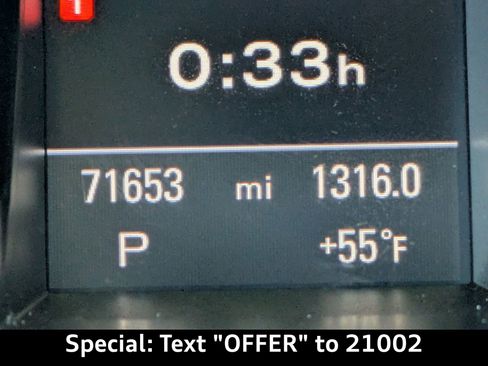 0:33h
71653 mi 1316.0
P +55°F
Special: Text "OFFER" to 21002